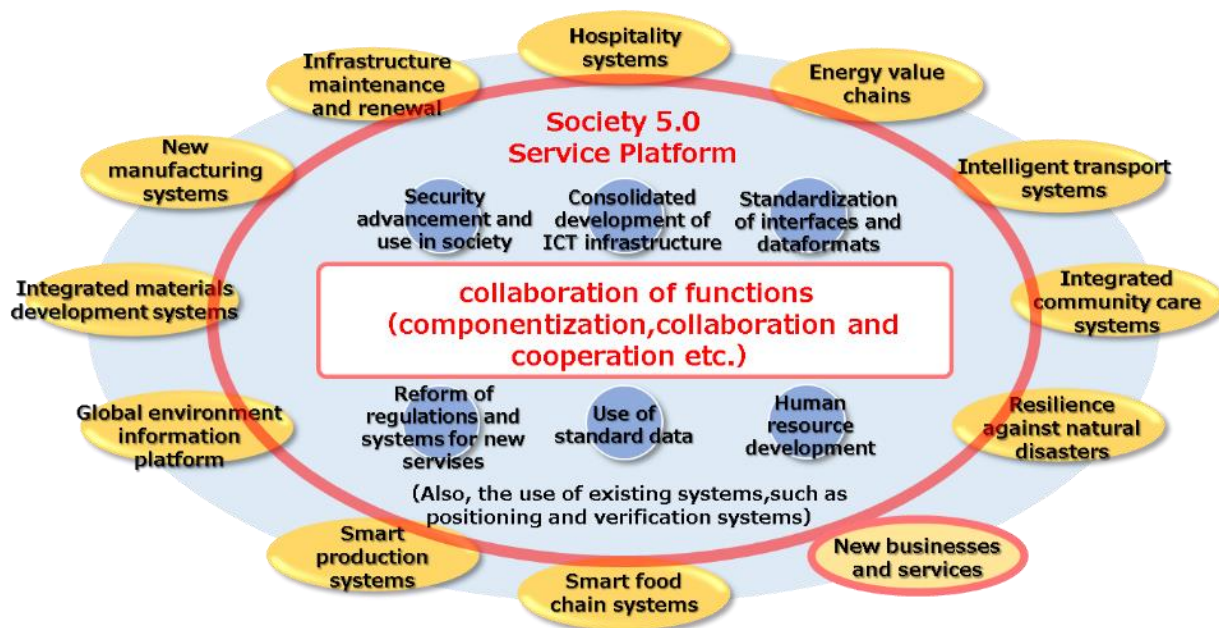 Hospitality
systems
Infrastructure
maintenance
and renewal
Energy value
chains
New
manufacturing
systems
Society 5.0
Service Platform
Intelligent transport
systems
Security
advancement and
use in society
Consolidated
development of
ICT infrastructure
Standardization
of interfaces and
dataformats
Integrated materials
development systems
collaboration of functions
(componentization,collaboration and
cooperation etc.)
Integrated
community care
systems
Global environment
information
platform
Reform of
regulations and
systems for new
servises
Use of
standard data
Human
resource
development
Resilience
against natural
disasters
(Also, the use of existing systems,such as
positioning and verification systems)
Smart
production
systems
Smart food
chain systems
New businesses
and services